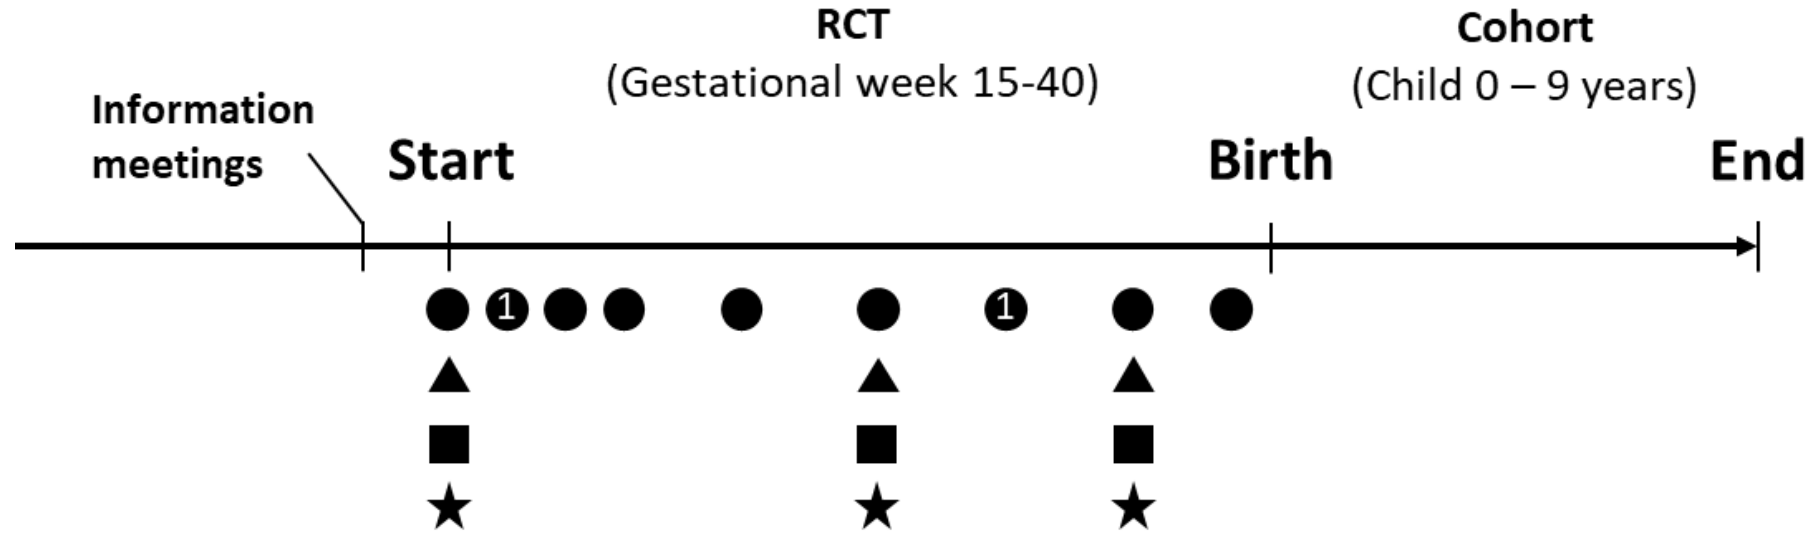 RCT
(Gestational week 15-40)
Cohort
(Child 0 – 9 years)
Information
meetings
Start
Birth
End
1
1